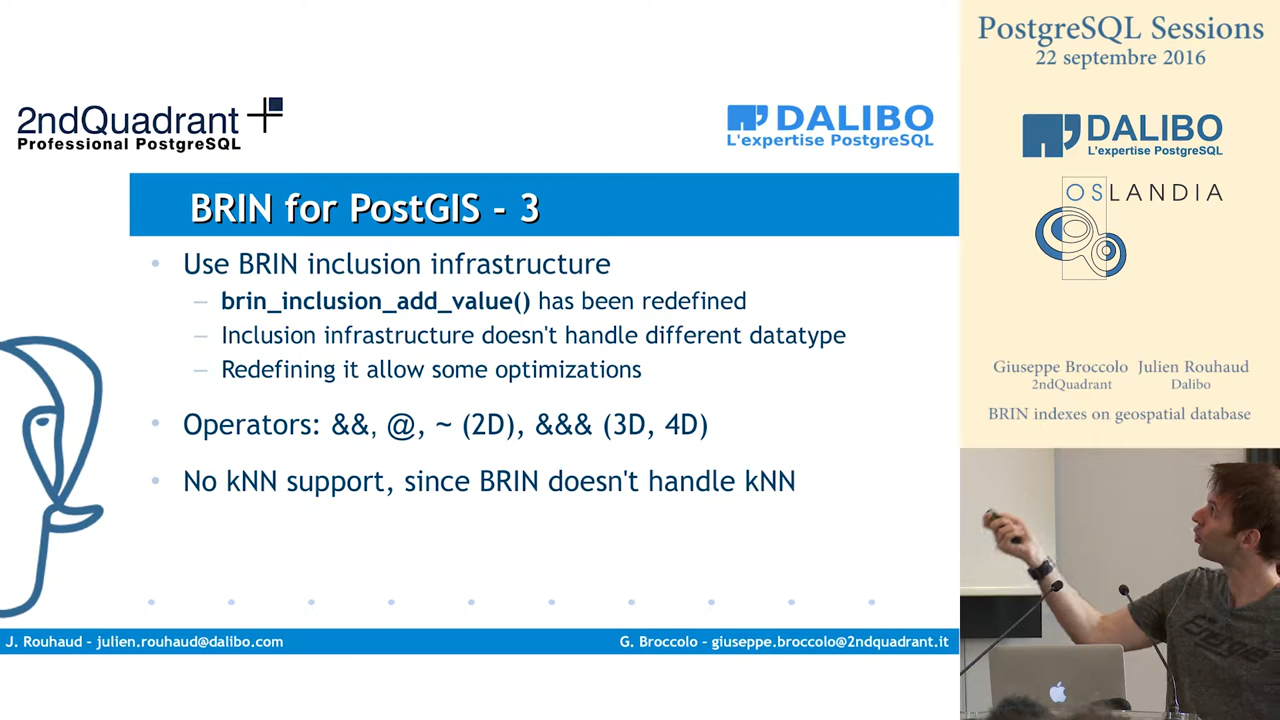 2ndQuadrant
Professional PostgreSQL
DALIBO
L'expertise PostgreSQL
BRIN for PostGIS - 3
• Use BRIN inclusion infrastructure
– brin_inclusion_add_value() has been redefined
– Inclusion infrastructure doesn't handle different datatype
– Redefining it allow some optimizations
• Operators: &&, @, ~ (2D), &&& (3D, 4D)
• No kNN support, since BRIN doesn't handle kNN
J. Rouhaud – julien.rouhaud@dalibo.com
G. Broccolo – giuseppe.broccolo@2ndquadrant.it
PostgreSQL Sessions
22 septembre 2016
DALIBO
L'expertise PostgreSQL
OSLANDIA
Giuseppe Broccolo Julien Rouhaud
2ndQuadrant Dalibo
BRIN indexes on geospatial database